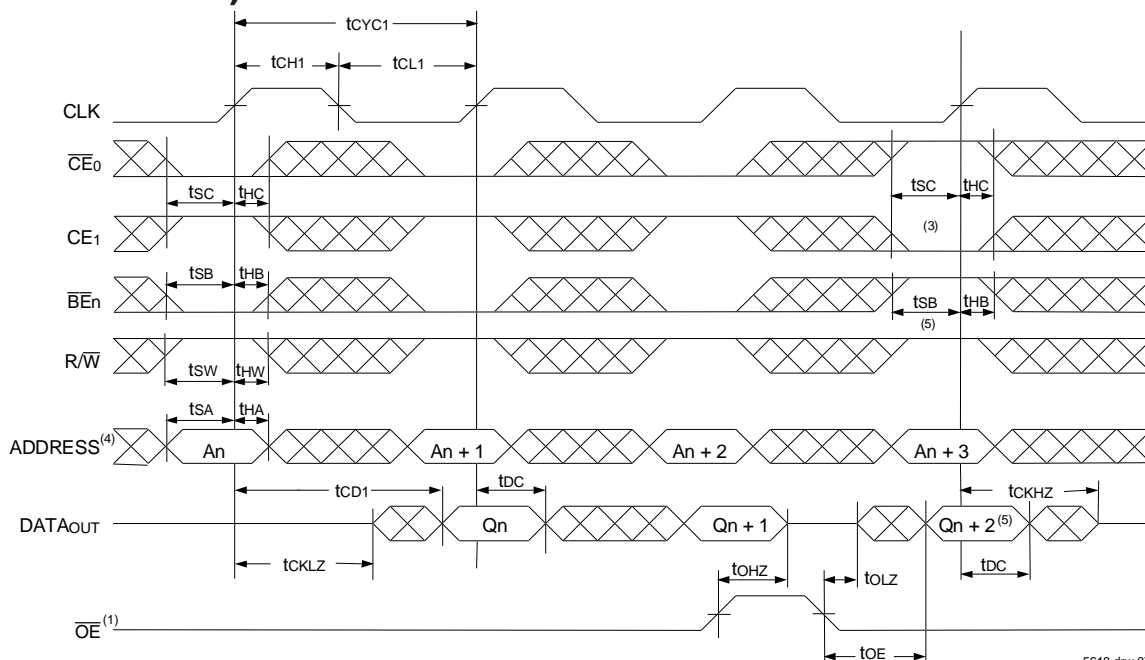 tCYC1
tCH1 tCL1
CLK
CE0
tSC tHC tSC tHC
CE1 (3)
tSB tHB
BEn tSB tHB
(5)
R/W
tSW tHW
tSA tHA
ADDRESS(4) An An + 1 An + 2 An + 3
tCD1 tDC tCKHZ
DATAOUT Qn Qn + 1 Qn + 2(5)
tCKLZ tOHZ tOLZ tDC
OE(1)
tOE